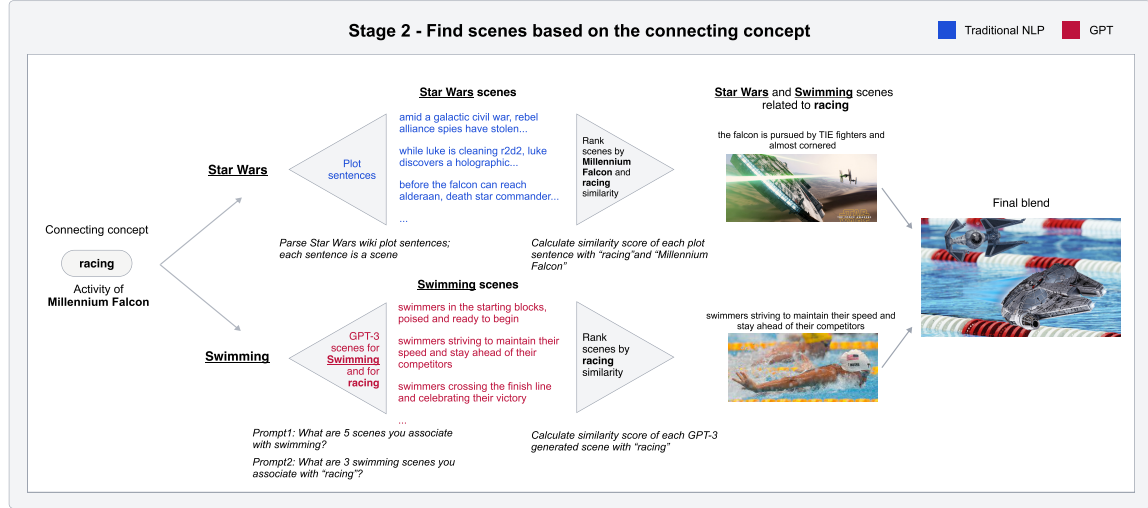 Stage 2 - Find scenes based on the connecting concept
Traditional NLP
GPT
Star Wars scenes
amid a galactic civil war, rebel
alliance spies have stolen...
while luke is cleaning r2d2, luke
discovers a holographic...
before the falcon can reach
alderaan, death star commander...
...
Star Wars
Plot
sentences
Rank
scenes by
Millennium
Falcon and
racing
similarity
Star Wars and Swimming scenes
related to racing
the falcon is pursued by TIE fighters and
almost cornered
Parse Star Wars wiki plot sentences;
each sentence is a scene
Calculate similarity score of each plot
sentence with “racing”and “Millennium
Falcon”
Connecting concept
racing
Activity of
Millennium Falcon
Final blend
Swimming scenes
swimmers in the starting blocks,
poised and ready to begin
swimmers striving to maintain their
speed and stay ahead of their
competitors
swimmers crossing the finish line
and celebrating their victory
...
Swimming
GPT-3
scenes for
Swimming
and for
racing
Rank
scenes by
racing
similarity
swimmers striving to maintain their speed and
stay ahead of their competitors
Prompt1: What are 5 scenes you associate
with swimming?
Prompt2: What are 3 swimming scenes you
associate with “racing”?
Calculate similarity score of each GPT-3
generated scene with “racing”